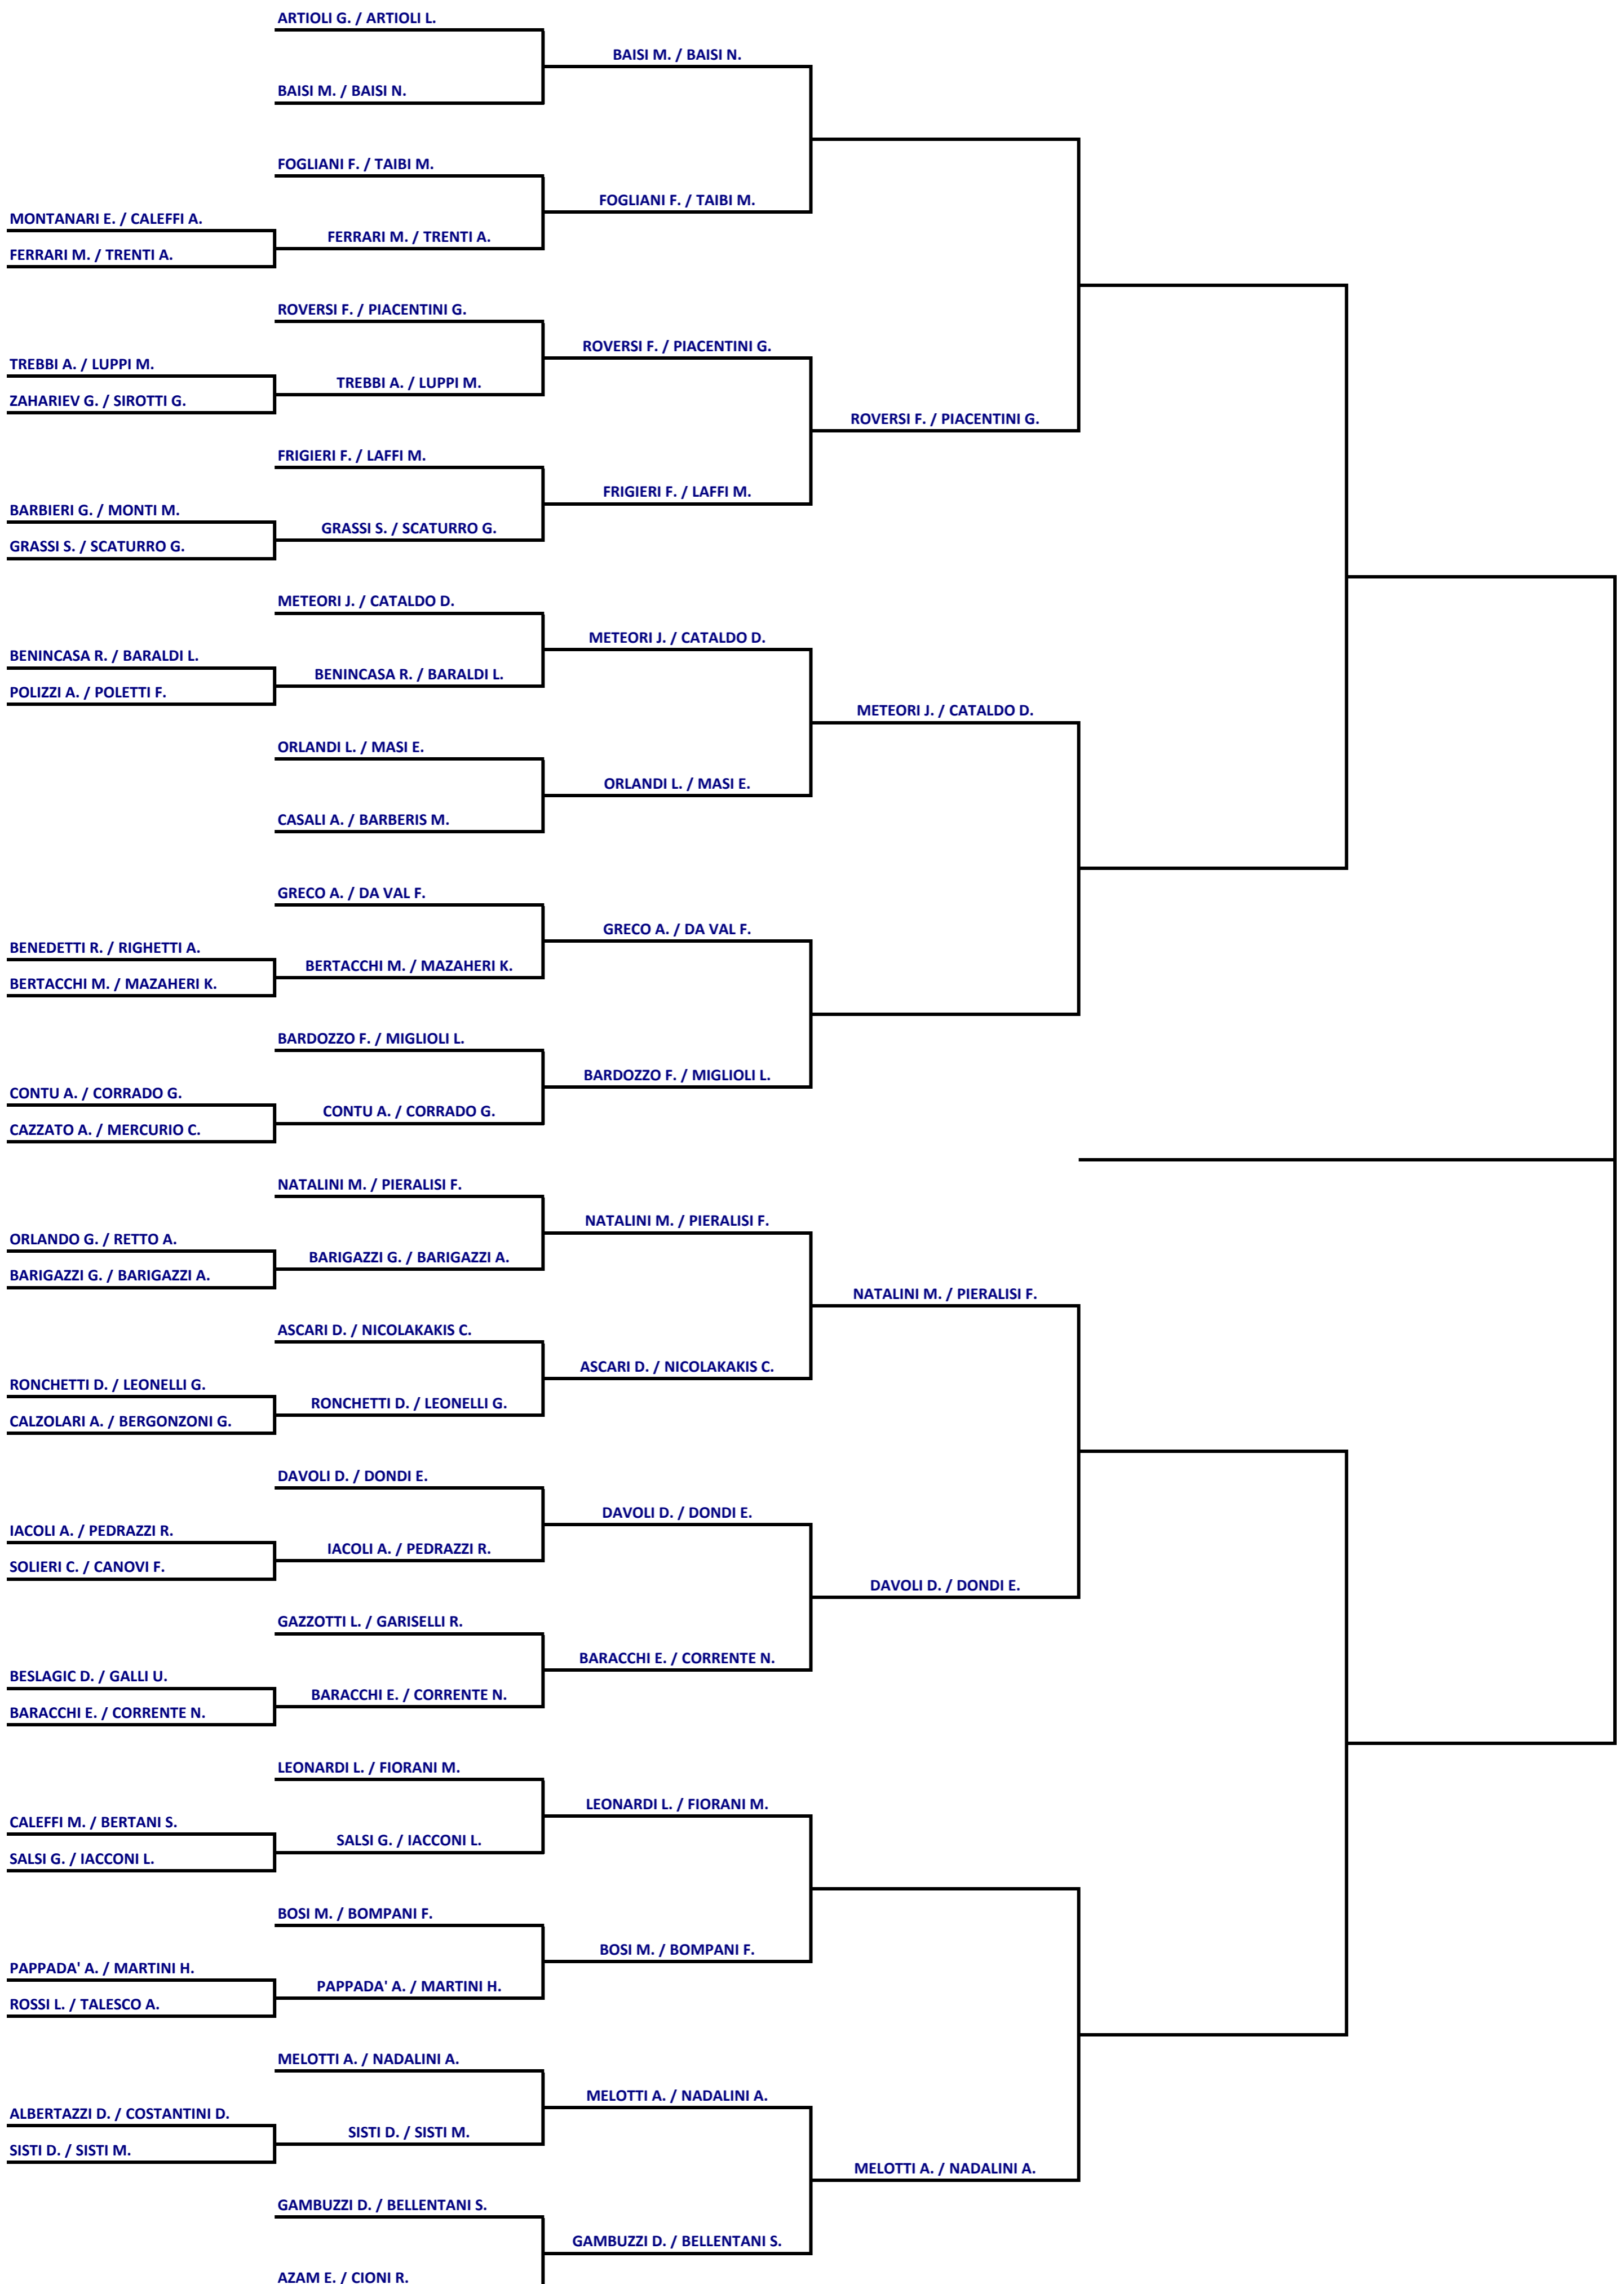 ARTIOLI G. / ARTIOLI L.
BAISI M. / BAISI N.
BAISI M. / BAISI N.
FOGLIANI F. / TAIBI M.
FOGLIANI F. / TAIBI M.
MONTANARI E. / CALEFFI A.
FERRARI M. / TRENTI A.
FERRARI M. / TRENTI A.
ROVERSI F. / PIACENTINI G.
ROVERSI F. / PIACENTINI G.
TREBBI A. / LUPPI M.
TREBBI A. / LUPPI M.
ZAHARIEV G. / SIROTTI G.
ROVERSI F. / PIACENTINI G.
FRIGIERI F. / LAFFI M.
FRIGIERI F. / LAFFI M.
BARBIERI G. / MONTI M.
GRASSI S. / SCATURRO G.
GRASSI S. / SCATURRO G.
METEORI J. / CATALDO D.
METEORI J. / CATALDO D.
BENINCASA R. / BARALDI L.
BENINCASA R. / BARALDI L.
POLIZZI A. / POLETTI F.
METEORI J. / CATALDO D.
ORLANDI L. / MASI E.
ORLANDI L. / MASI E.
CASALI A. / BARBERIS M.
GRECO A. / DA VAL F.
GRECO A. / DA VAL F.
BENEDETTI R. / RIGHETTI A.
BERTACCHI M. / MAZAHERI K.
BERTACCHI M. / MAZAHERI K.
BARDOZZO F. / MIGLIOLI L.
BARDOZZO F. / MIGLIOLI L.
CONTU A. / CORRADO G.
CONTU A. / CORRADO G.
CAZZATO A. / MERCURIO C.
NATALINI M. / PIERALISI F.
NATALINI M. / PIERALISI F.
ORLANDO G. / RETTO A.
BARIGAZZI G. / BARIGAZZI A.
BARIGAZZI G. / BARIGAZZI A.
NATALINI M. / PIERALISI F.
ASCARI D. / NICOLAKAKIS C.
ASCARI D. / NICOLAKAKIS C.
RONCHETTI D. / LEONELLI G.
RONCHETTI D. / LEONELLI G.
CALZOLARI A. / BERGONZONI G.
DAVOLI D. / DONDI E.
DAVOLI D. / DONDI E.
IACOLI A. / PEDRAZZI R.
IACOLI A. / PEDRAZZI R.
SOLIERI C. / CANOVI F.
DAVOLI D. / DONDI E.
GAZZOTTI L. / GARISELLI R.
BARACCHI E. / CORRENTE N.
BESLAGIC D. / GALLI U.
BARACCHI E. / CORRENTE N.
BARACCHI E. / CORRENTE N.
LEONARDI L. / FIORANI M.
LEONARDI L. / FIORANI M.
CALEFFI M. / BERTANI S.
SALSI G. / IACCONI L.
SALSI G. / IACCONI L.
BOSI M. / BOMPANI F.
BOSI M. / BOMPANI F.
PAPPADA' A. / MARTINI H.
PAPPADA' A. / MARTINI H.
ROSSI L. / TALESCO A.
MELOTTI A. / NADALINI A.
MELOTTI A. / NADALINI A.
ALBERTAZZI D. / COSTANTINI D.
SISTI D. / SISTI M.
SISTI D. / SISTI M.
MELOTTI A. / NADALINI A.
GAMBUZZI D. / BELLENTANI S.
GAMBUZZI D. / BELLENTANI S.
AZAM E. / CIONI R.